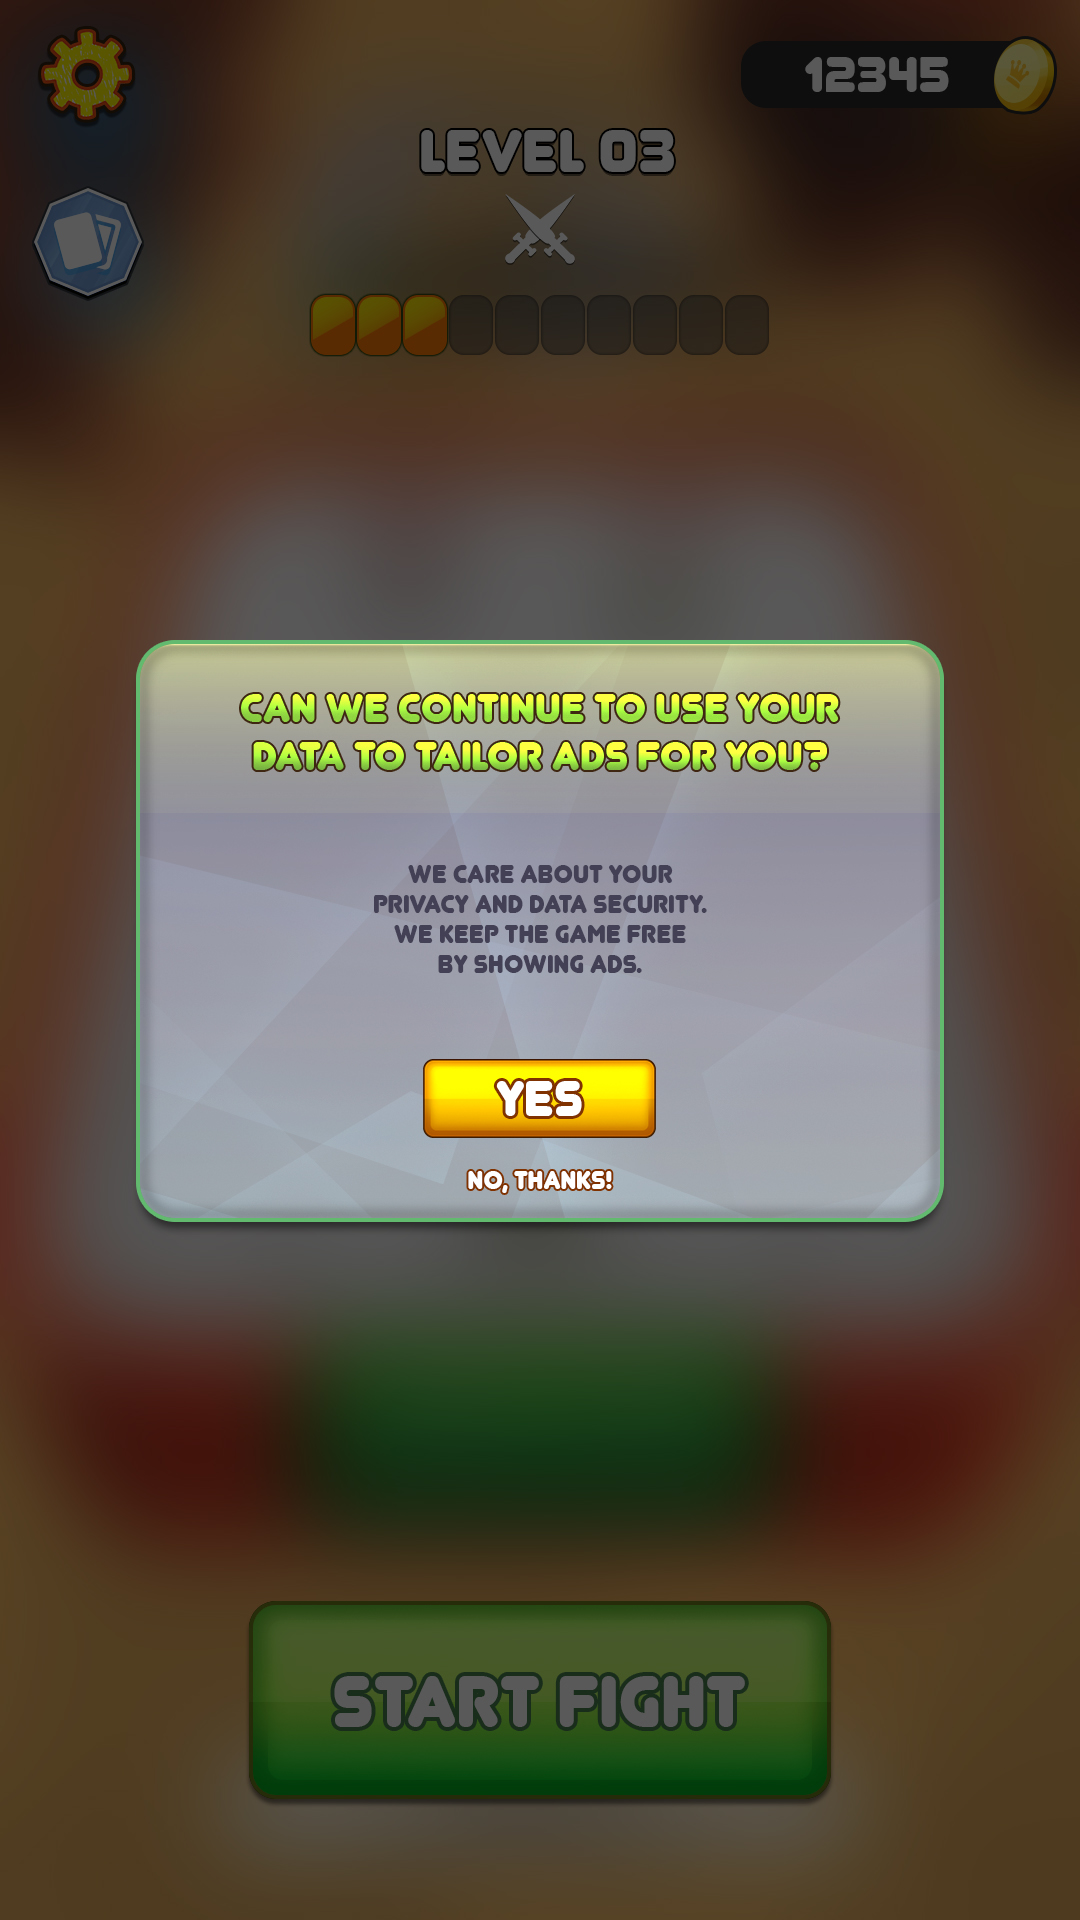 12345
LEVEL 03
CAN WE CONTINUE TO USE YOUR
DATA TO TAILOR ADS FOR YOU?
WE CARE ABOUT YOUR
PRIVACY AND DATA SECURITY.
WE KEEP THE GAME FREE
BY SHOWING ADS.
YES
NO, THANKS!
START FIGHT